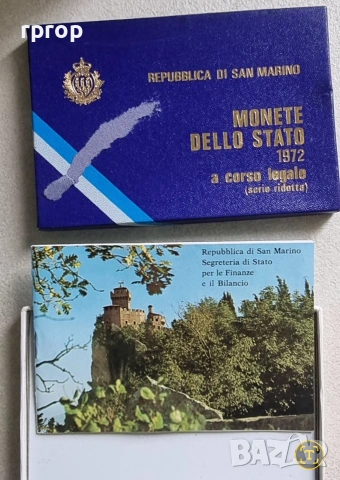 rprop
REPUBBLICA DI SAN MARINO
MONETE
DELLO STATO
1972
a corso legale
(serie ridotta)
Repubblica di San Marino
Segreteria di Stato
per le Finanze
e il Bilancio
BAZAR